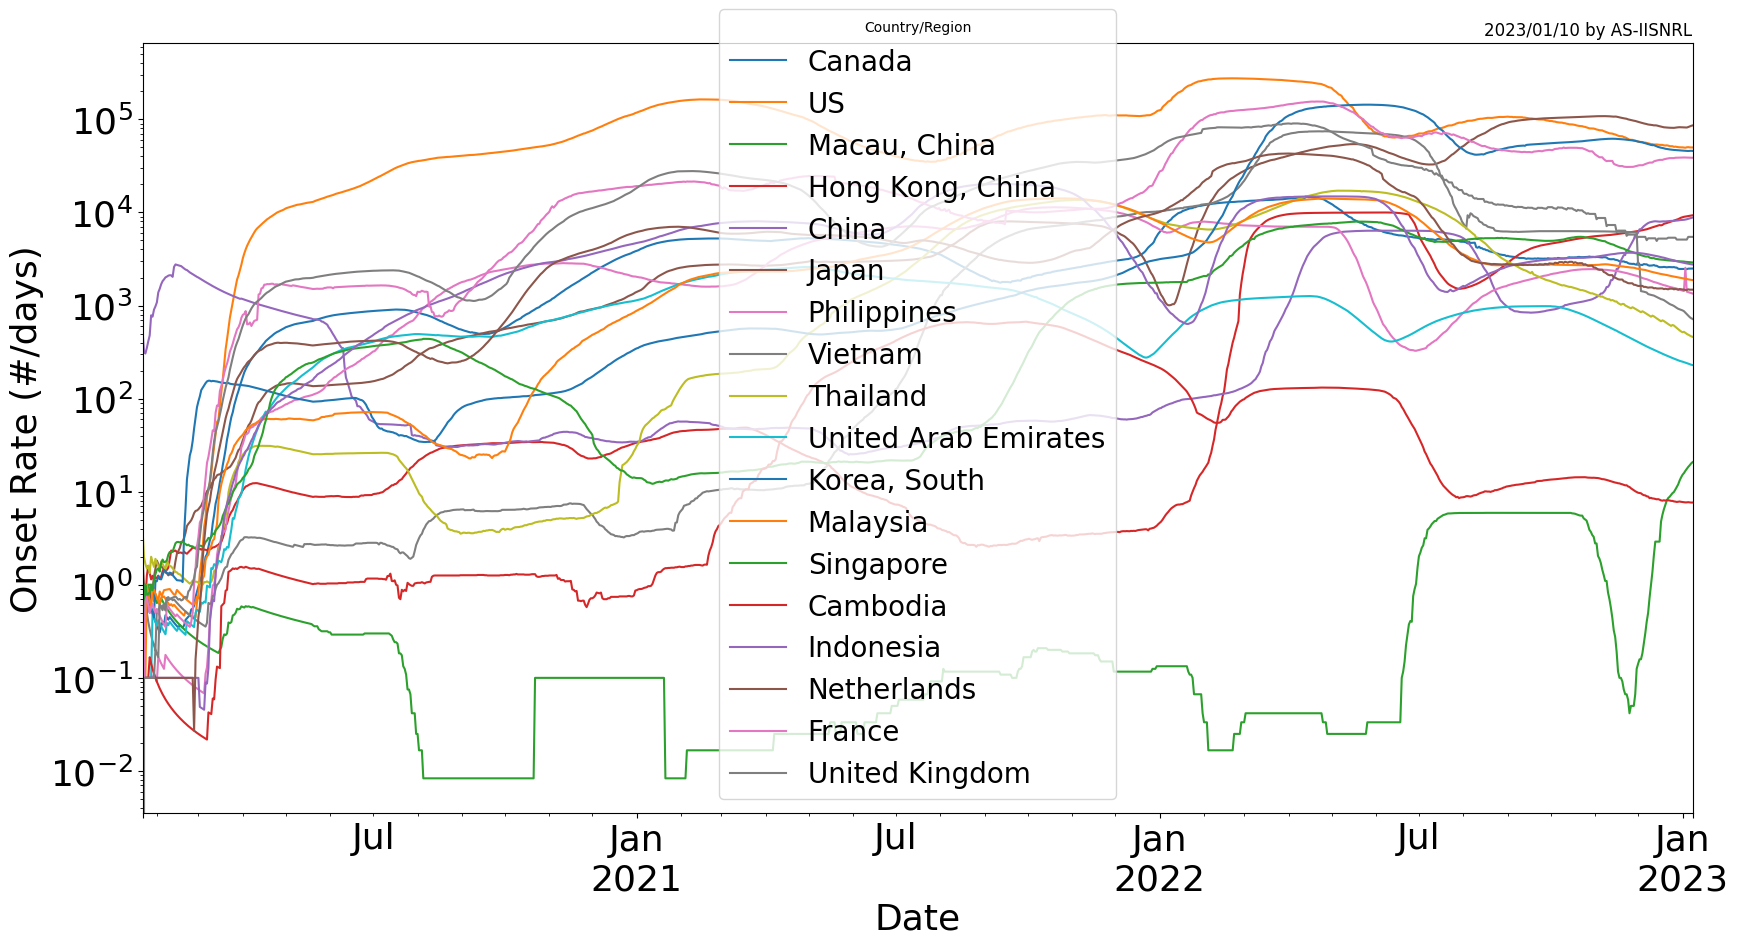 Country/Region
2023/01/10 by AS-IISNRL
Canada
US
Macau, China
Hong Kong, China
China
Japan
Philippines
Vietnam
Thailand
United Arab Emirates
Korea, South
Malaysia
Singapore
Cambodia
Indonesia
Netherlands
France
United Kingdom
Onset Rate (#/days)
10^5
10^4
10^3
10^2
10^1
10^0
10^−1
10^−2
Jul
Jan
2021
Jul
Jan
2022
Jul
Jan
2023
Date